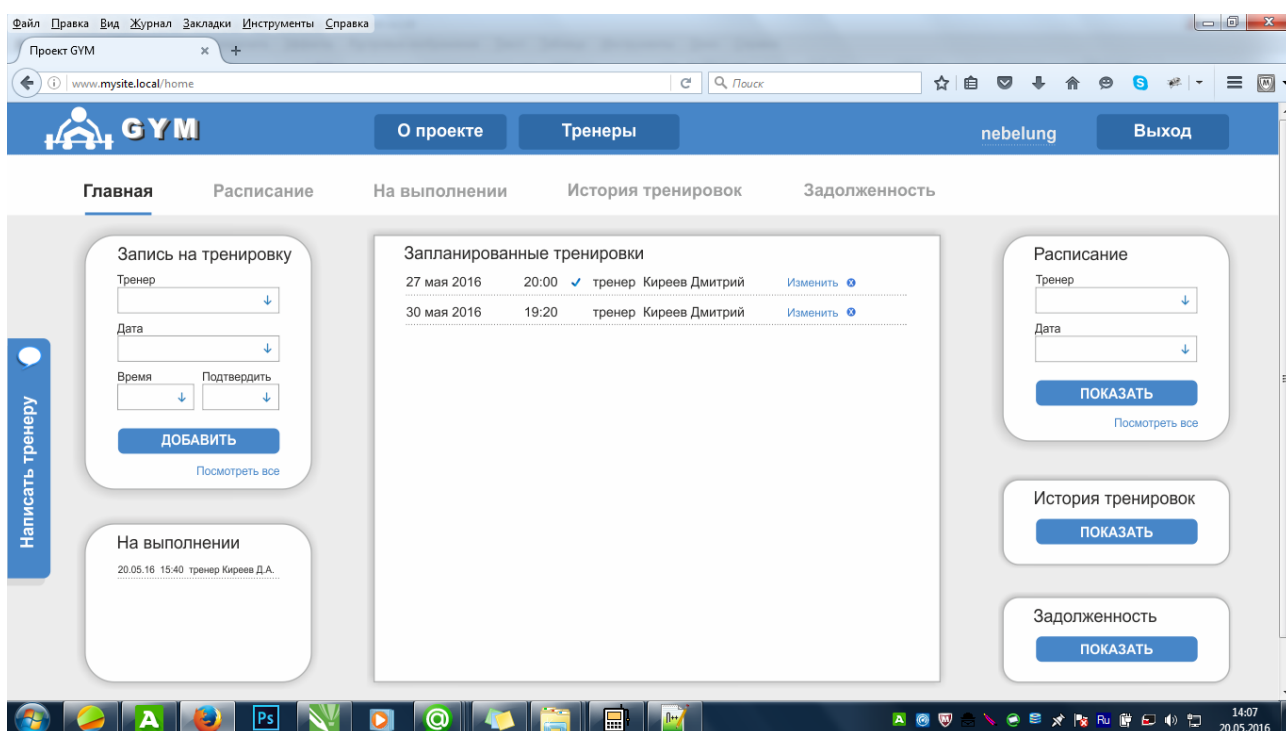 Файл Правка Вид Журнал Закладки Инструменты Справка
Проект GYM
www.mysite.local/home
Поиск
GYM
О проекте
Тренеры
nebelung
Выход
Главная
Расписание
На выполнении
История тренировок
Задолженность
Запись на тренировку
Тренер
Дата
Время Подтвердить
ДОБАВИТЬ
Посмотреть все
На выполнении
20.05.16 15:40 тренер Киреев Д.А.
Запланированные тренировки
27 мая 2016 20:00 тренер Киреев Дмитрий Изменить
30 мая 2016 19:20 тренер Киреев Дмитрий Изменить
Расписание
Тренер
Дата
ПОКАЗАТЬ
Посмотреть все
История тренировок
ПОКАЗАТЬ
Задолженность
ПОКАЗАТЬ
Написать тренеру
Ps
Ru
14:07
20.05.2016